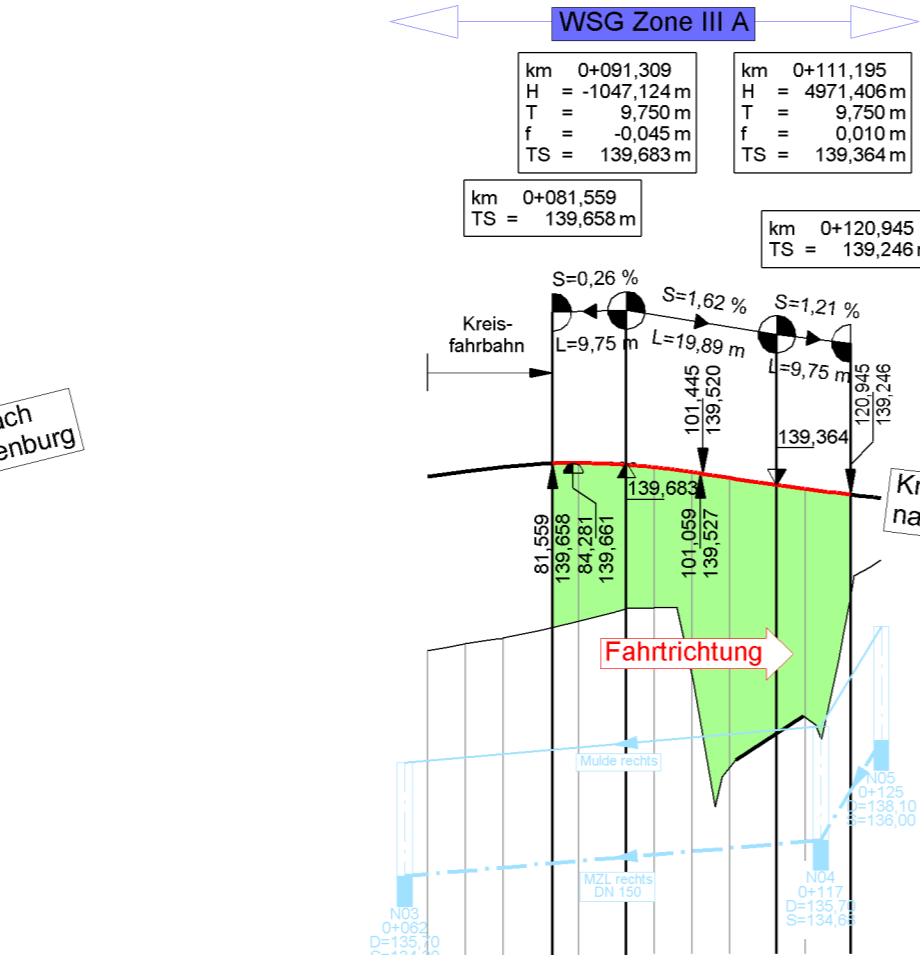 WSG Zone III A
km 0+091,309
H = -1047,124 m
T = 9,750 m
f = -0,045 m
TS = 139,683 m
km 0+111,195
H = 4971,406 m
T = 9,750 m
f = 0,010 m
TS = 139,364 m
km 0+081,559
TS = 139,658 m
km 0+120,945
TS = 139,246
S=0,26 %
S=1,62 %
S=1,21 %
Kreis-
fahrbahn
L=9,75 m
L=19,89 m
L=9,75 m
101,445
139,520
120,945
139,246
139,364
139,683
81,559
139,658
84,281
139,661
101,059
139,527
Fahrtrichtung
Mulde rechts
MZL rechts
DN 150
N05
0+125
D=138,10
S=136,00
N04
0+117
D=135,70
S=134,65
N03
0+062
D=135,70